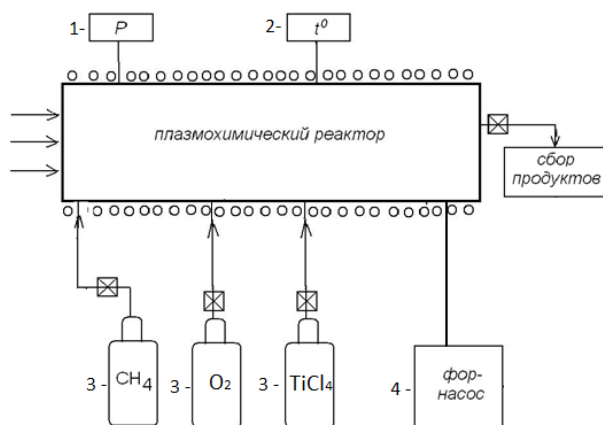 1- P
2- t⁰
плазмохимический реактор
сбор
продуктов
3 - CH₄
3 - O₂
3 - TiCl₄
4 - фор-
насос